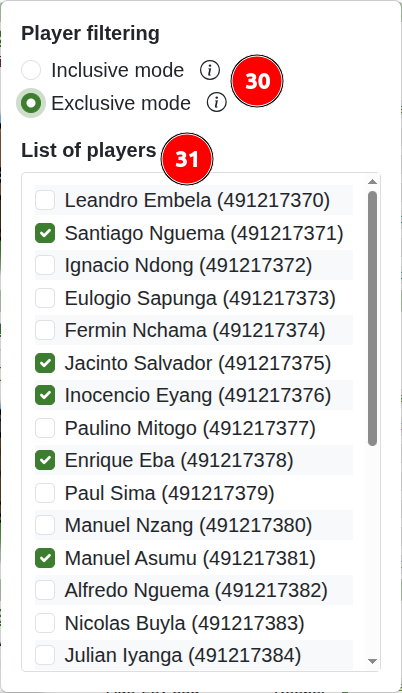 Player filtering
Inclusive mode
30
Exclusive mode
List of players
31
Leandro Embela (491217370)
Santiago Nguema (491217371)
Ignacio Ndong (491217372)
Eulogio Sapunga (491217373)
Fermin Nchama (491217374)
Jacinto Salvador (491217375)
Inocencio Eyang (491217376)
Paulino Mitogo (491217377)
Enrique Eba (491217378)
Paul Sima (491217379)
Manuel Nzang (491217380)
Manuel Asumu (491217381)
Alfredo Nguema (491217382)
Nicolas Buyla (491217383)
Julian Iyanga (491217384)